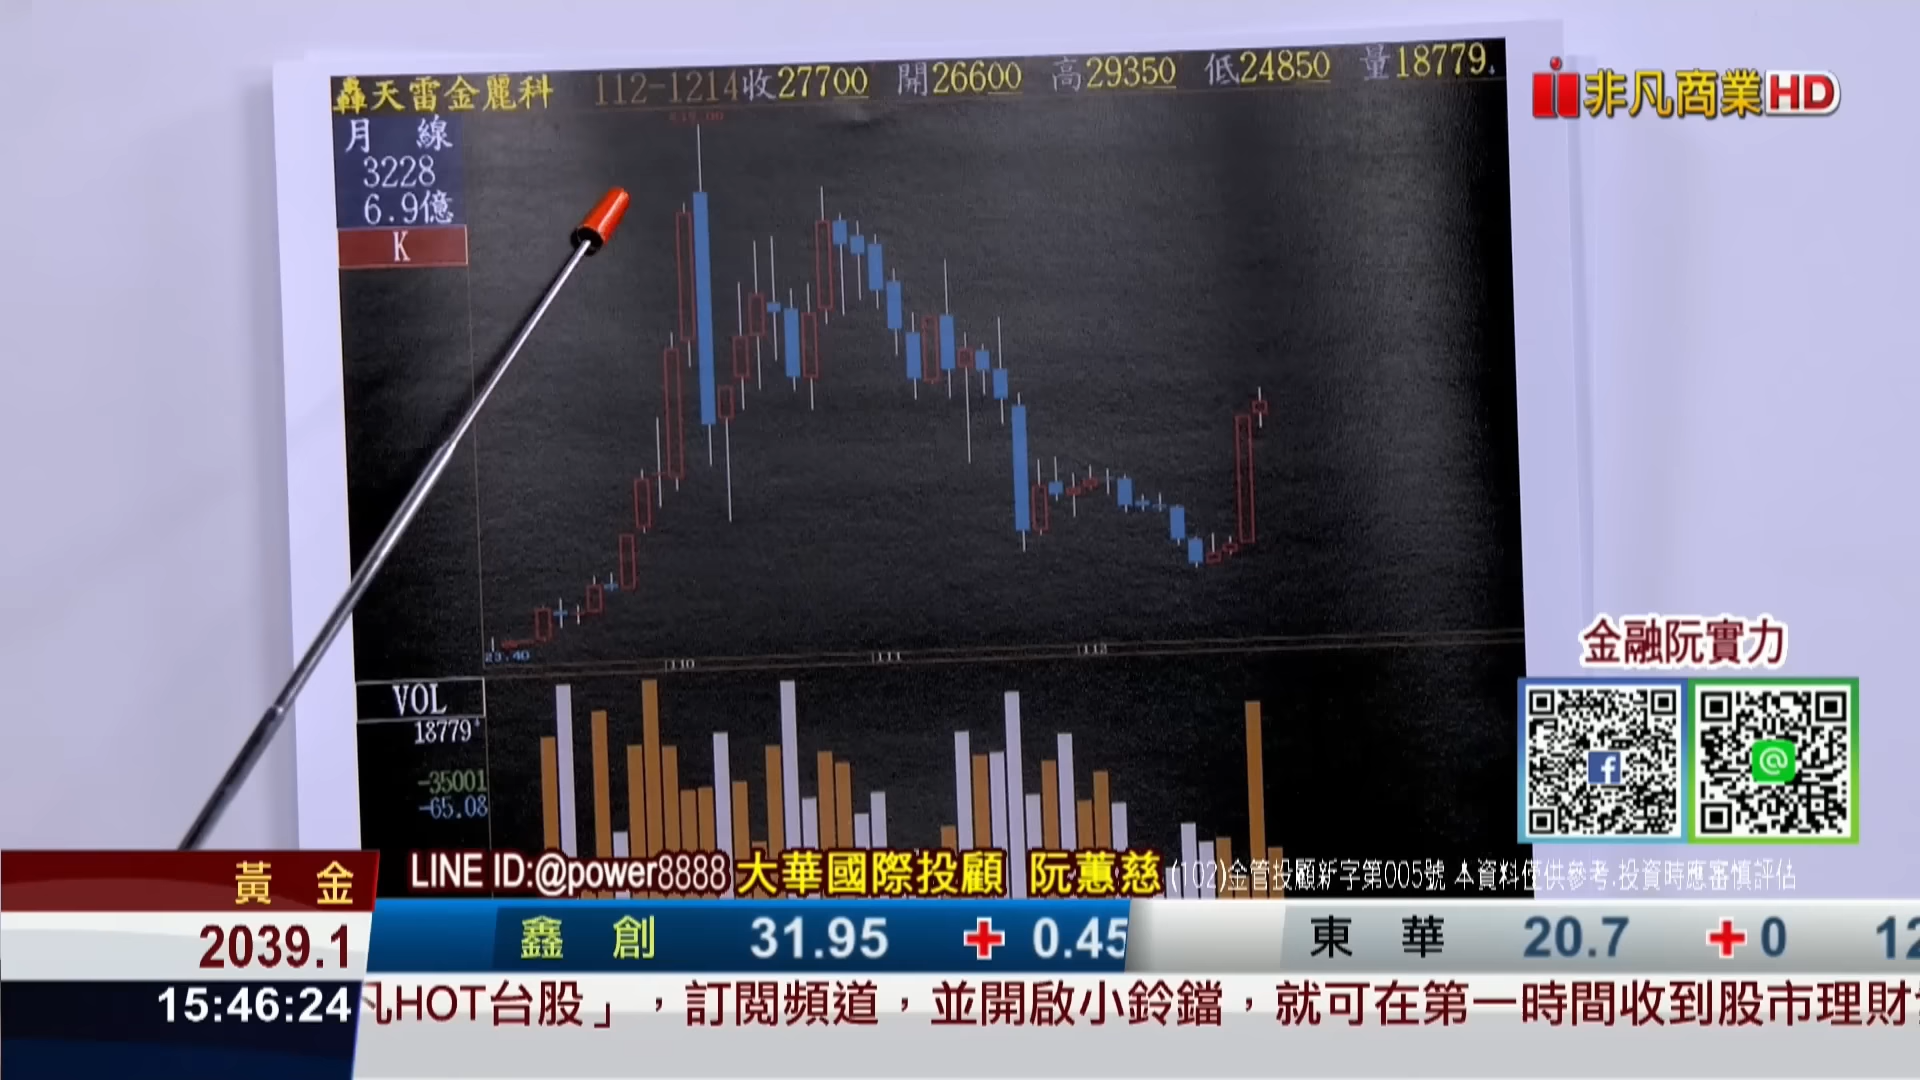 轟天雷金麗科 112-1214收27700 開26600 高29350 低24850 量18779
非凡商業HD
月 線
3228
6.9億
K
23.40
110 111 112
VOL
18779
-35001
-65.08
金融阮實力
LINE ID:@power8888 大華國際投顧 阮蕙慈 (102)金管投顧新字第005號 本資料僅供參考.投資時應審慎評估
黃 金
2039.1
鑫 創 31.95 + 0.45 東 華 20.7 + 0 12
15:46:24
凡HOT台股」，訂閱頻道，並開啟小鈴鐺，就可在第一時間收到股市理財